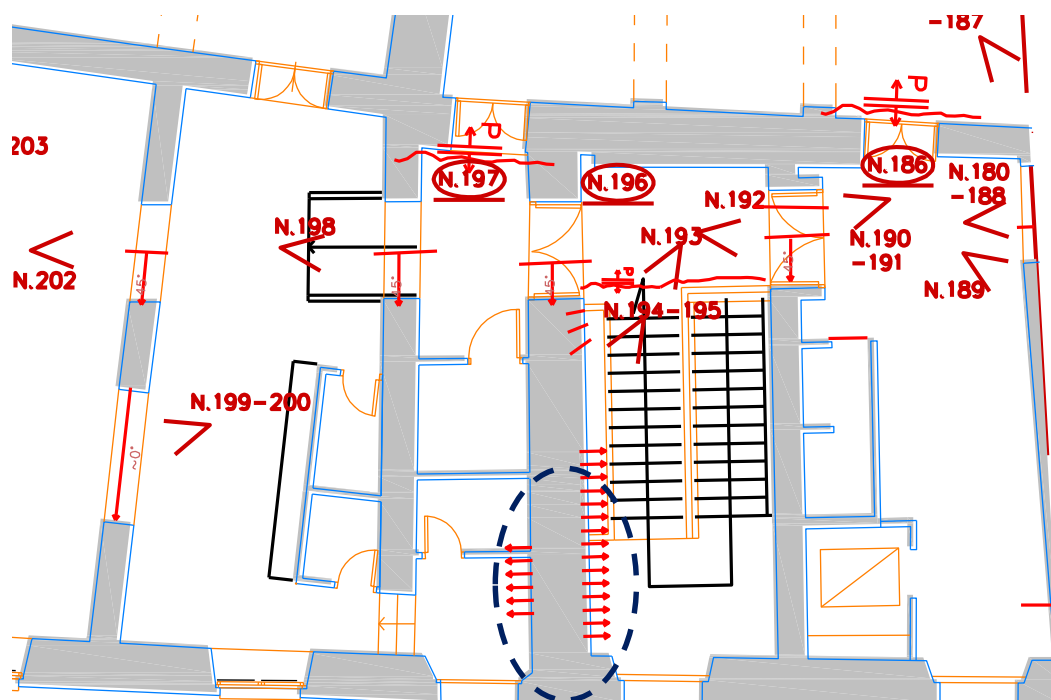 -187
P
P
203
N.197
N.196
N.186
N.180
-188
N.192
N.198
N.193
N.190
-191
N.202
45°
45°
45°
45°
P
N.189
N.194-195
N.199-200
~0°